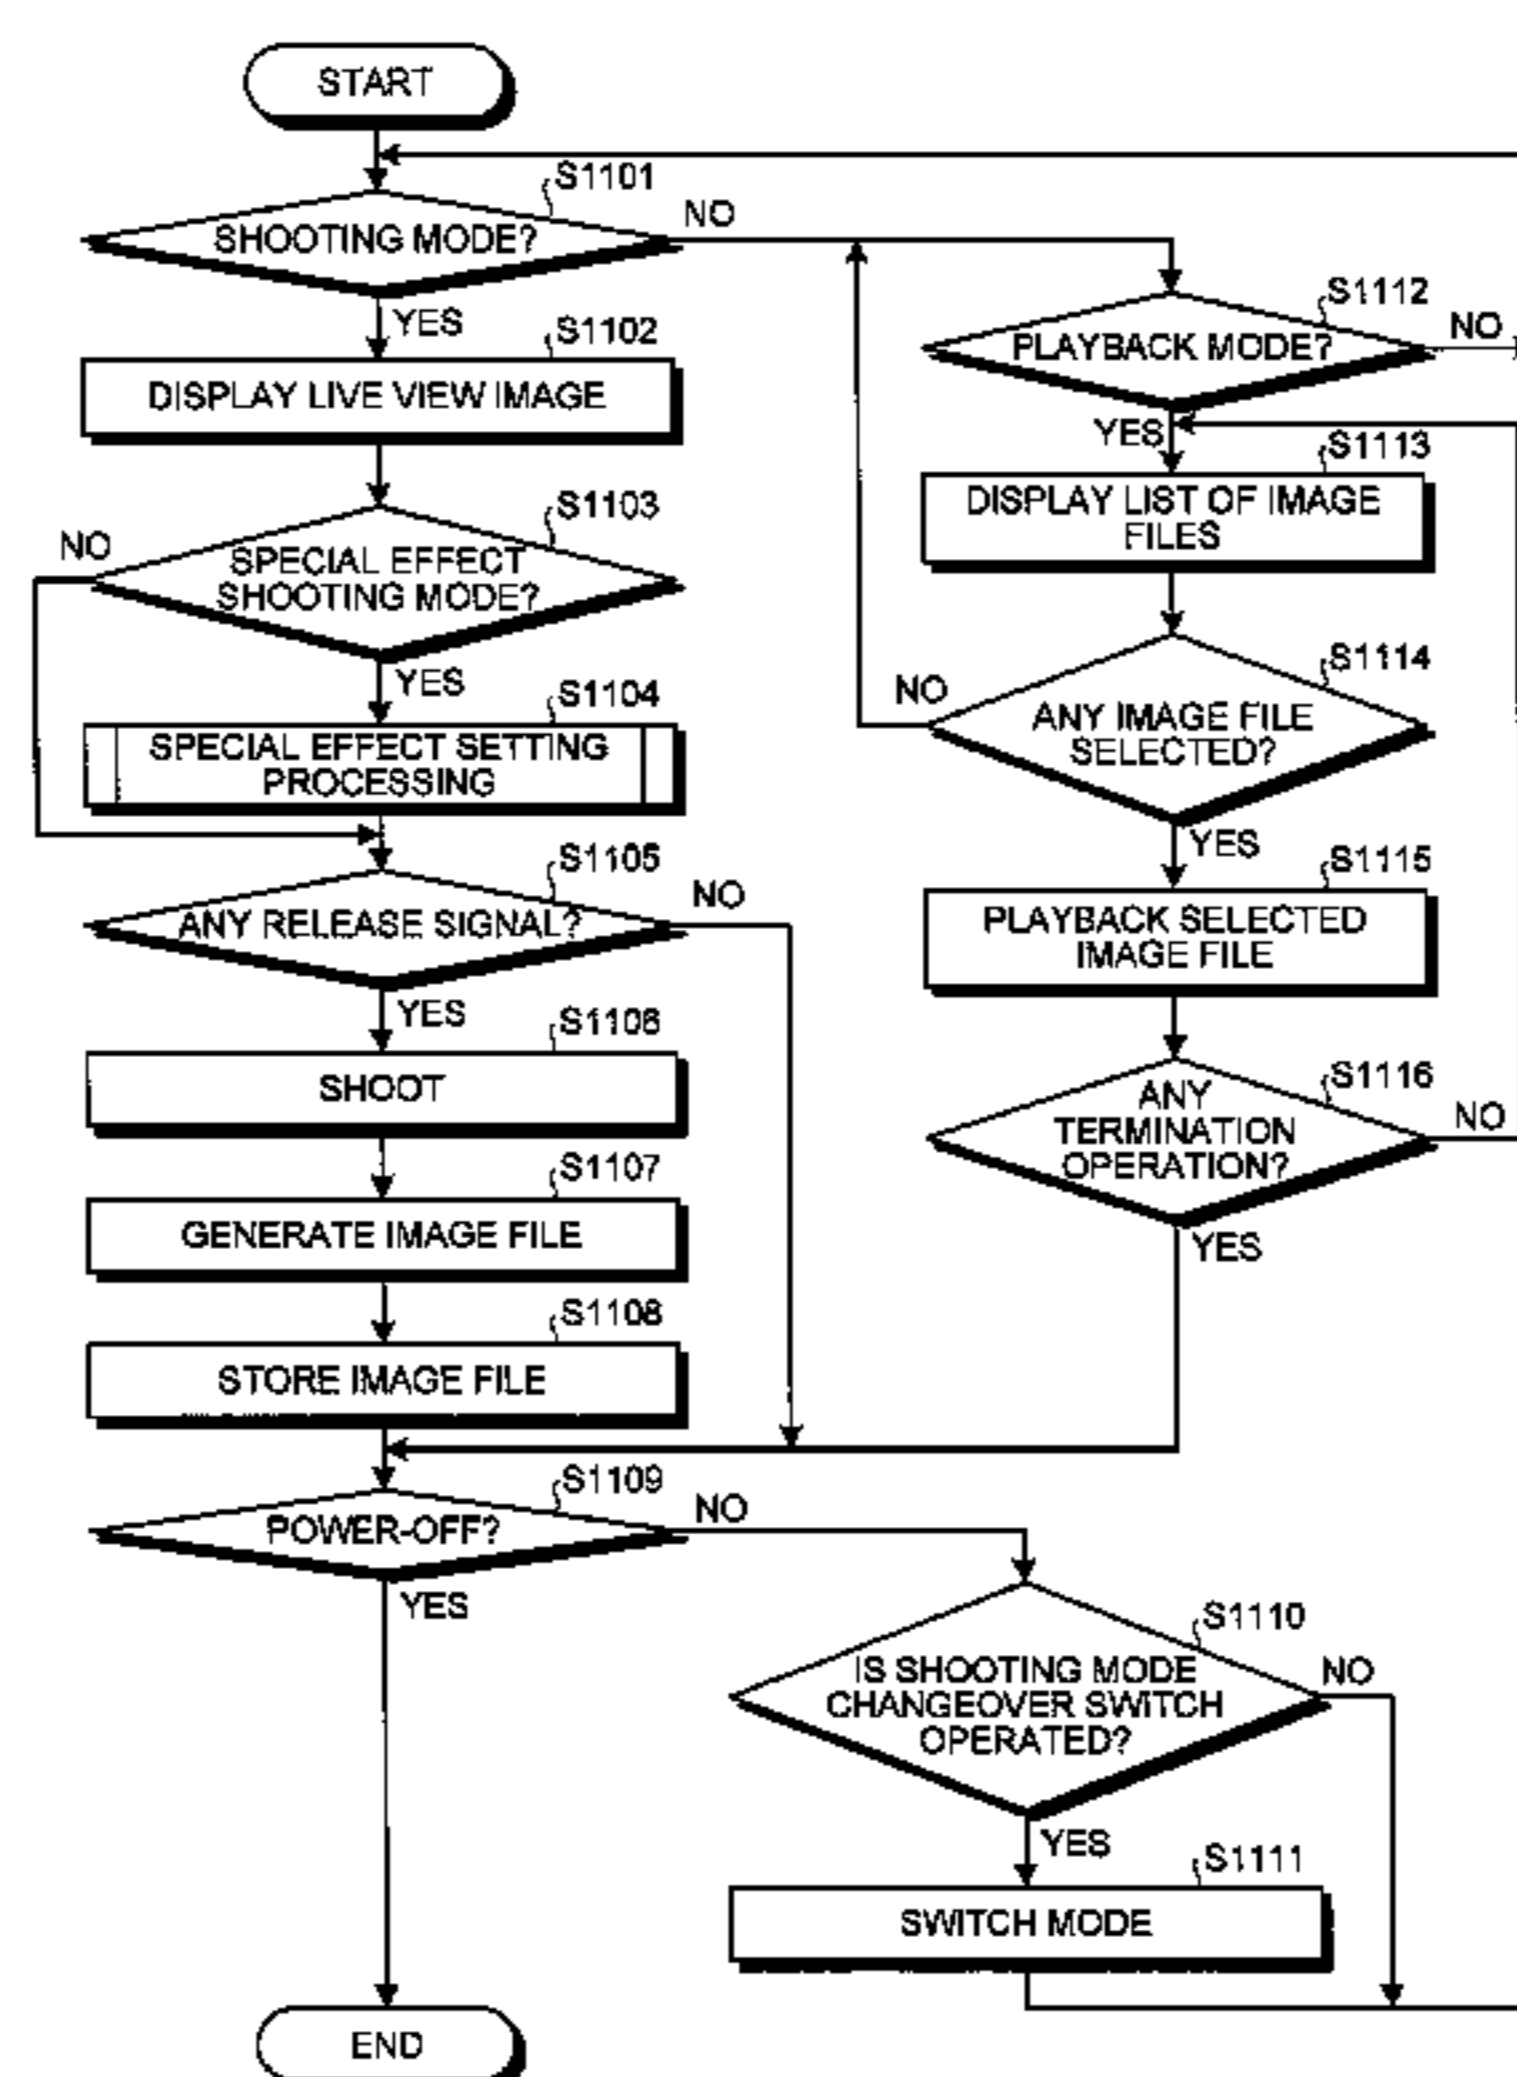 START
S1101
SHOOTING MODE?
NO
YES
S1102
DISPLAY LIVE VIEW IMAGE
S1103
NO
SPECIAL EFFECT
SHOOTING MODE?
YES
S1104
SPECIAL EFFECT SETTING
PROCESSING
S1105
ANY RELEASE SIGNAL?
NO
YES
S1106
SHOOT
S1107
GENERATE IMAGE FILE
S1108
STORE IMAGE FILE
S1109
POWER-OFF?
NO
YES
END
S1110
IS SHOOTING MODE
CHANGEOVER SWITCH
OPERATED?
NO
YES
S1111
SWITCH MODE
S1112
PLAYBACK MODE?
NO
YES
S1113
DISPLAY LIST OF IMAGE
FILES
S1114
NO
ANY IMAGE FILE
SELECTED?
YES
S1115
PLAYBACK SELECTED
IMAGE FILE
S1116
ANY
TERMINATION
OPERATION?
NO
YES